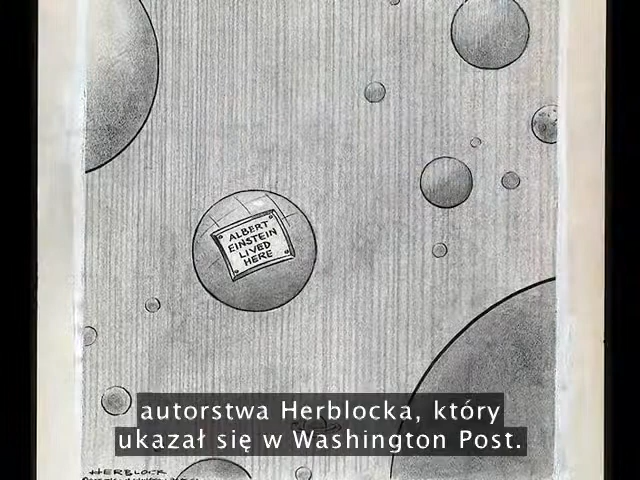 ALBERT
EINSTEIN
LIVED
HERE
autorstwa Herblocka, który
ukazał się w Washington Post.
HERBLOCK